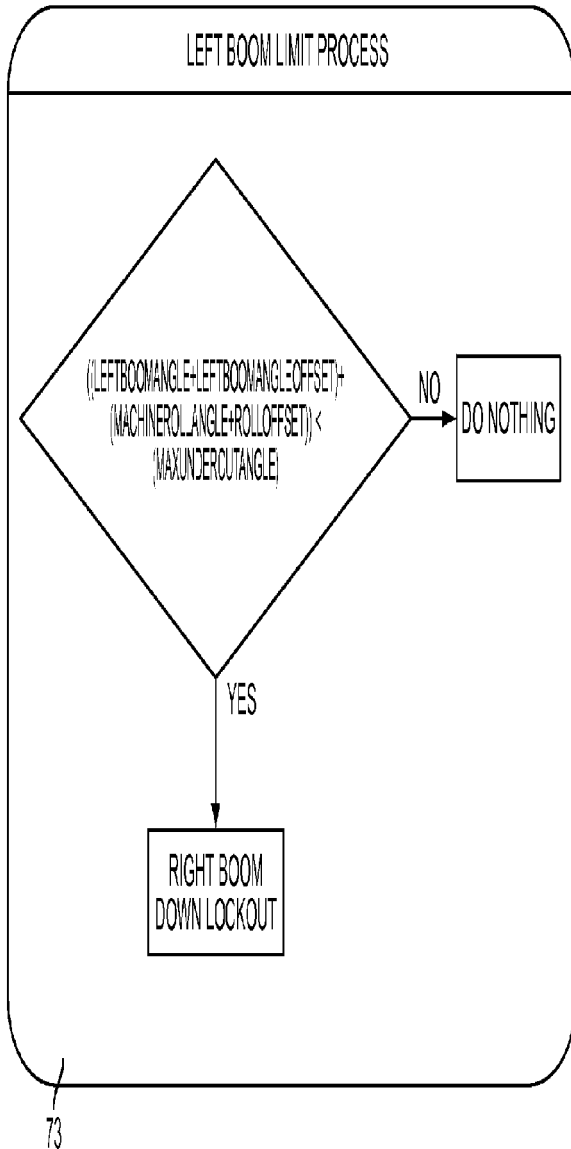 LEFT BOOM LIMIT PROCESS
((LEFTBOOMANGLE+LEFTBOOMANGLEOFFSET)+
(MACHINEROLLANGLE+ROLLOFFSET)) <
(MAXUNDERCUTANGLE)
NO
DO NOTHING
YES
RIGHT BOOM
DOWN LOCKOUT
73